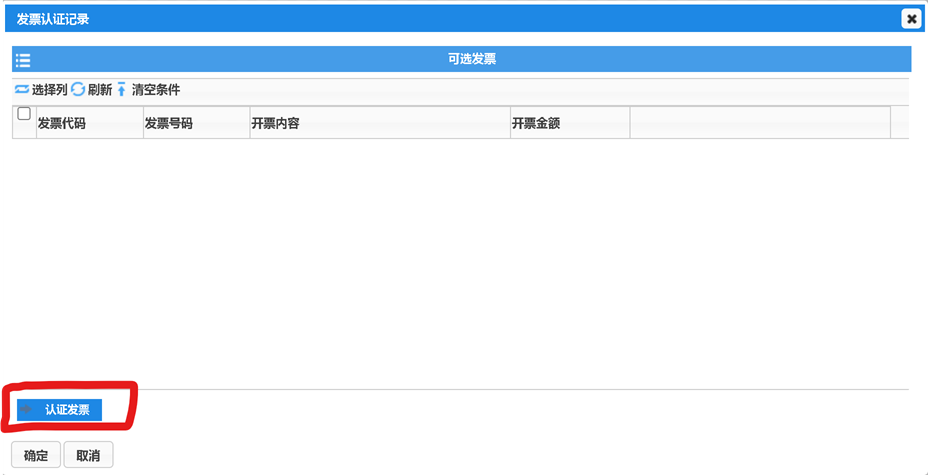 发票认证记录
可选发票
选择列 刷新 清空条件
发票代码 发票号码 开票内容 开票金额
认证发票
确定 取消